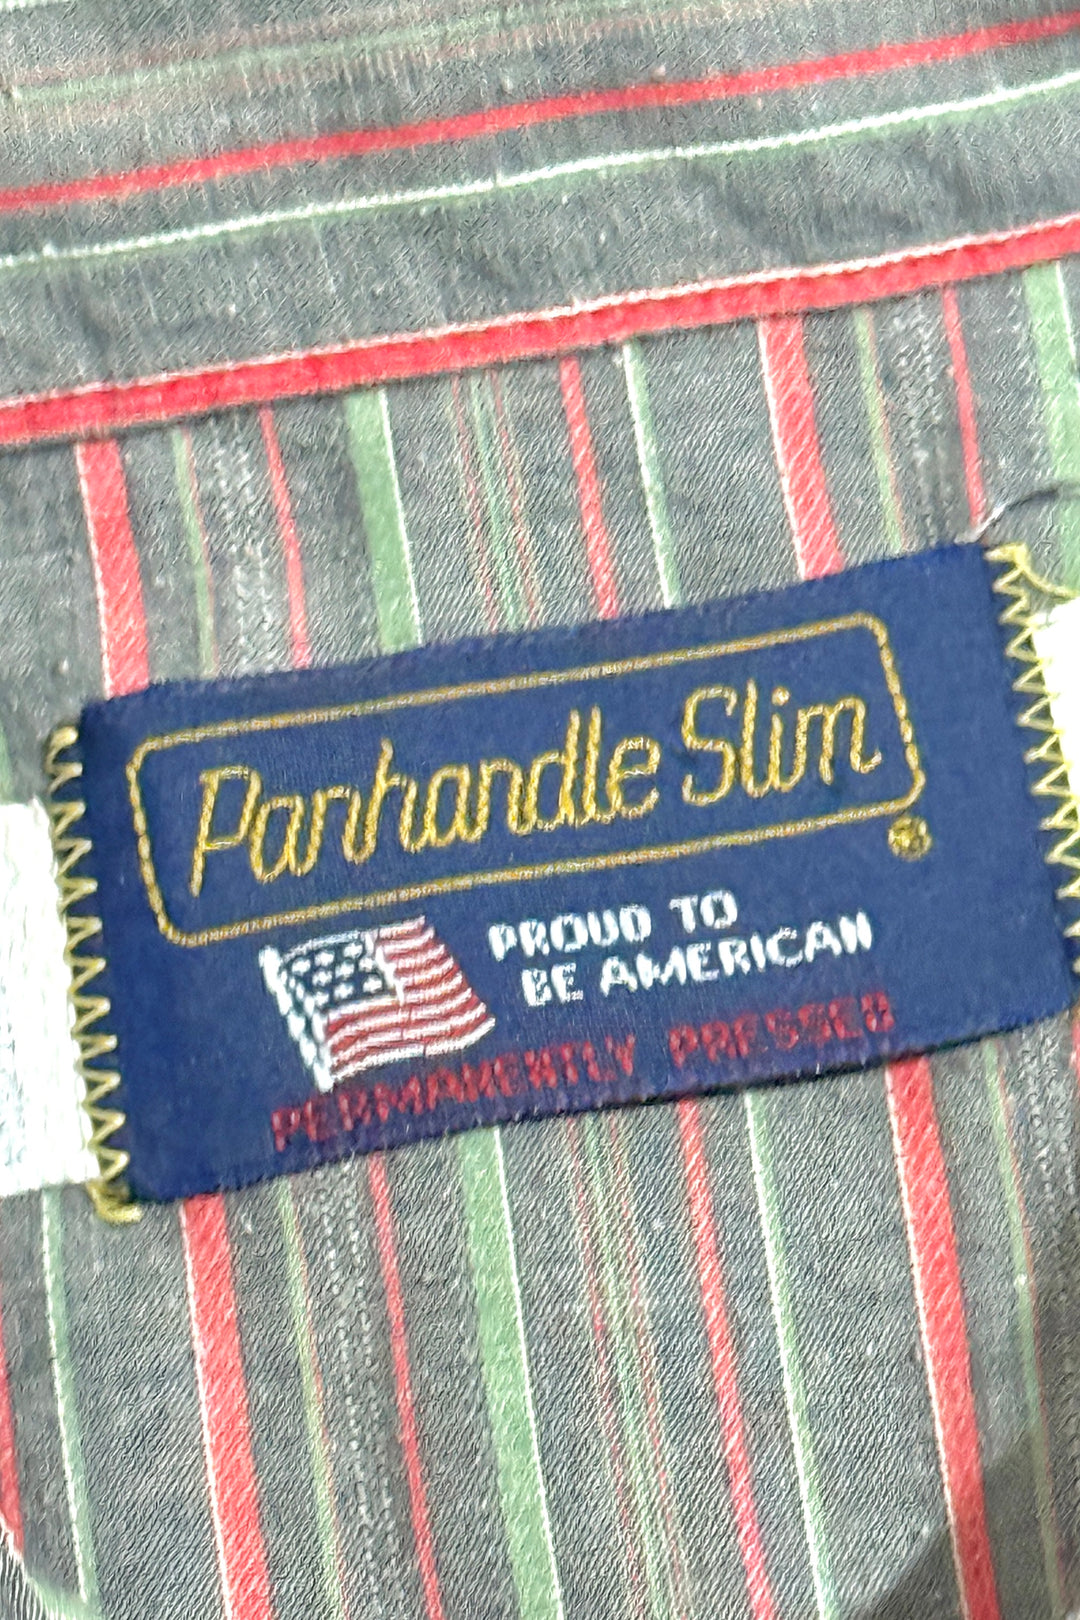 Panhandle Slim®
PROUD TO
BE AMERICAN
PERMANENTLY PRESSED